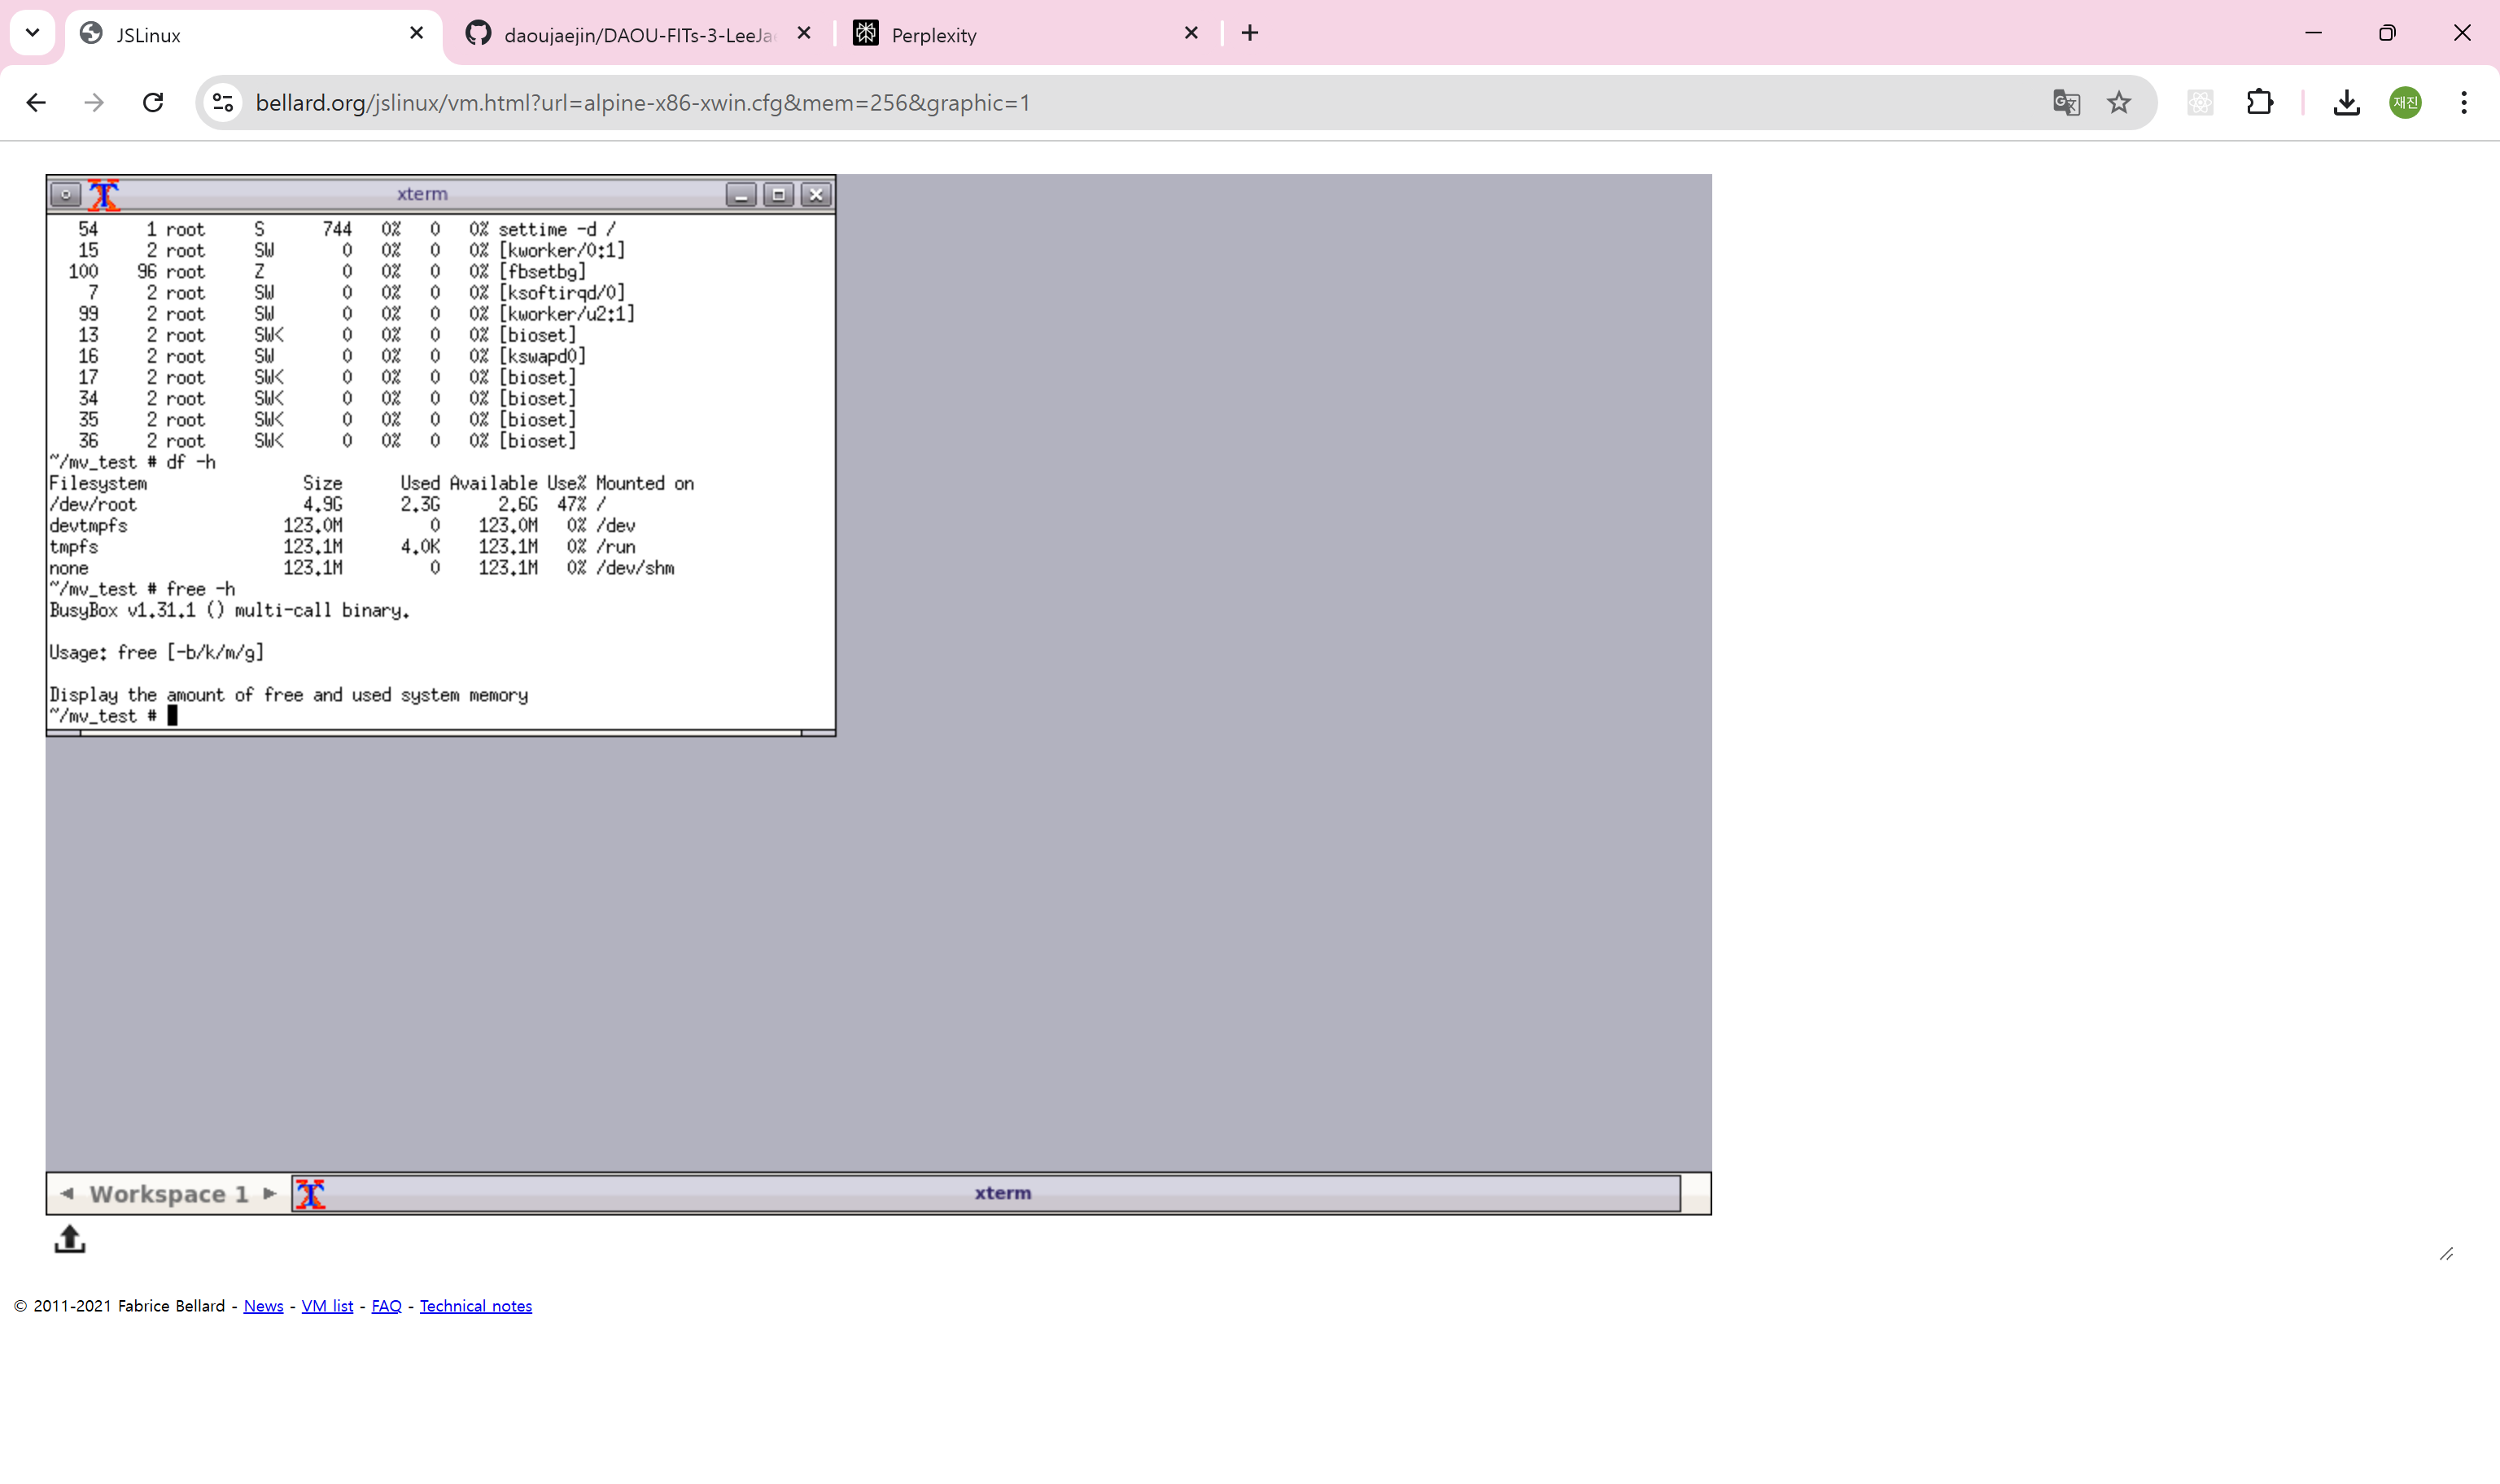 JSLinux
daoujaejin/DAOU-FITs-3-LeeJa
Perplexity
bellard.org/jslinux/vm.html?url=alpine-x86-xwin.cfg&mem=256&graphic=1
재진
xterm
54 1 root S 744 0% 0 0% settime -d /
15 2 root SW 0 0% 0 0% [kworker/0:1]
100 96 root Z 0 0% 0 0% [fbsetbg]
7 2 root SW 0 0% 0 0% [ksoftirqd/0]
99 2 root SW 0 0% 0 0% [kworker/u2:1]
13 2 root SW< 0 0% 0 0% [bioset]
16 2 root SW 0 0% 0 0% [kswapd0]
17 2 root SW< 0 0% 0 0% [bioset]
34 2 root SW< 0 0% 0 0% [bioset]
35 2 root SW< 0 0% 0 0% [bioset]
36 2 root SW< 0 0% 0 0% [bioset]
~/mv_test # df -h
Filesystem Size Used Available Use% Mounted on
/dev/root 4.9G 2.3G 2.6G 47% /
devtmpfs 123.0M 0 123.0M 0% /dev
tmpfs 123.1M 4.0K 123.1M 0% /run
none 123.1M 0 123.1M 0% /dev/shm
~/mv_test # free -h
BusyBox v1.31.1 () multi-call binary.
Usage: free [-b/k/m/g]
Display the amount of free and used system memory
~/mv_test #
Workspace 1
xterm
© 2011-2021 Fabrice Bellard - News - VM list - FAQ - Technical notes